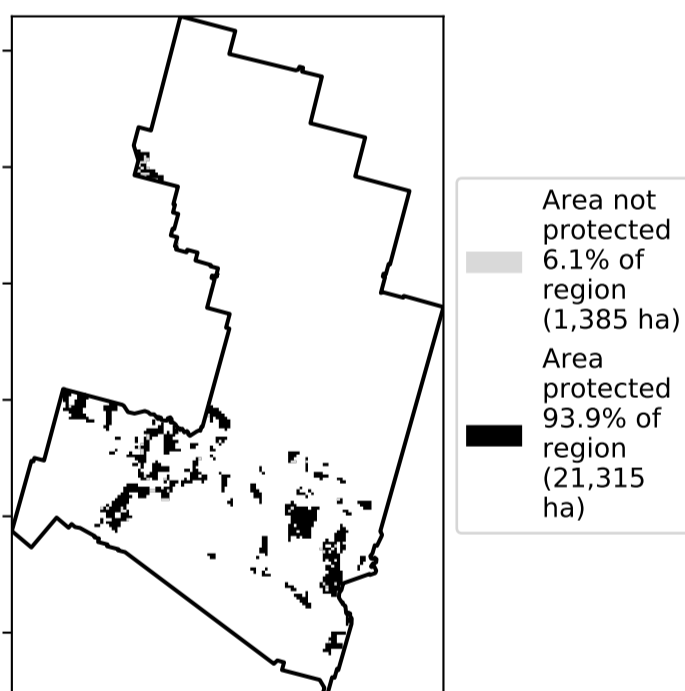 Area not
protected
6.1% of
region
(1,385 ha)
Area
protected
93.9% of
region
(21,315
ha)